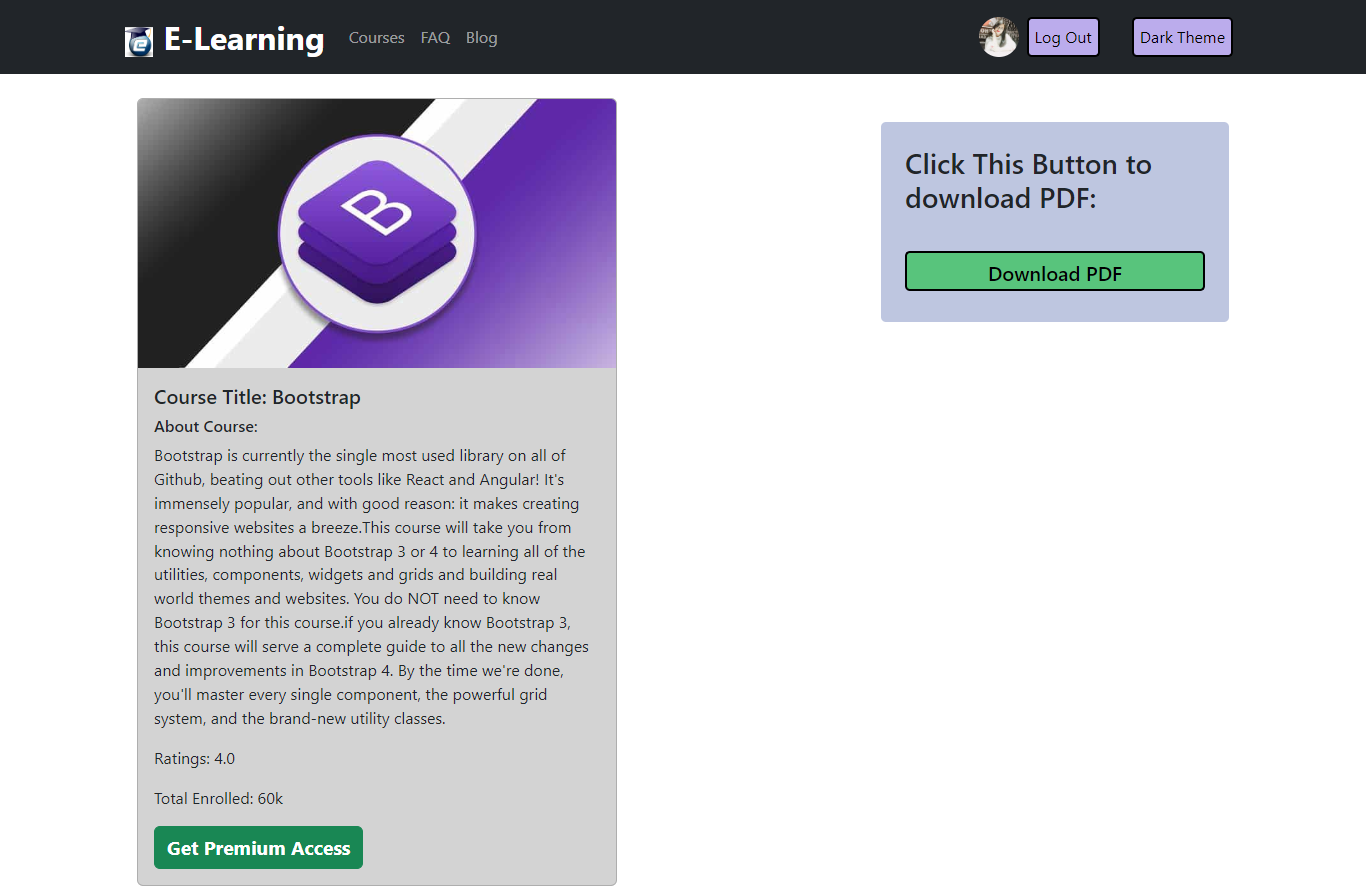 E-Learning Courses FAQ Blog Log Out Dark Theme
B
Click This Button to
download PDF:
Download PDF
Course Title: Bootstrap
About Course:
Bootstrap is currently the single most used library on all of
Github, beating out other tools like React and Angular! It's
immensely popular, and with good reason: it makes creating
responsive websites a breeze.This course will take you from
knowing nothing about Bootstrap 3 or 4 to learning all of the
utilities, components, widgets and grids and building real
world themes and websites. You do NOT need to know
Bootstrap 3 for this course.if you already know Bootstrap 3,
this course will serve a complete guide to all the new changes
and improvements in Bootstrap 4. By the time we're done,
you'll master every single component, the powerful grid
system, and the brand-new utility classes.
Ratings: 4.0
Total Enrolled: 60k
Get Premium Access